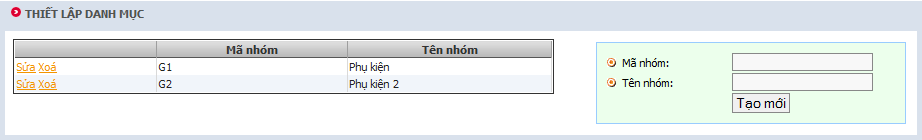 THIẾT LẬP DANH MỤC
Mã nhóm Tên nhóm
Sửa Xoá G1 Phụ kiện
Sửa Xoá G2 Phụ kiện 2
Mã nhóm:
Tên nhóm:
Tạo mới